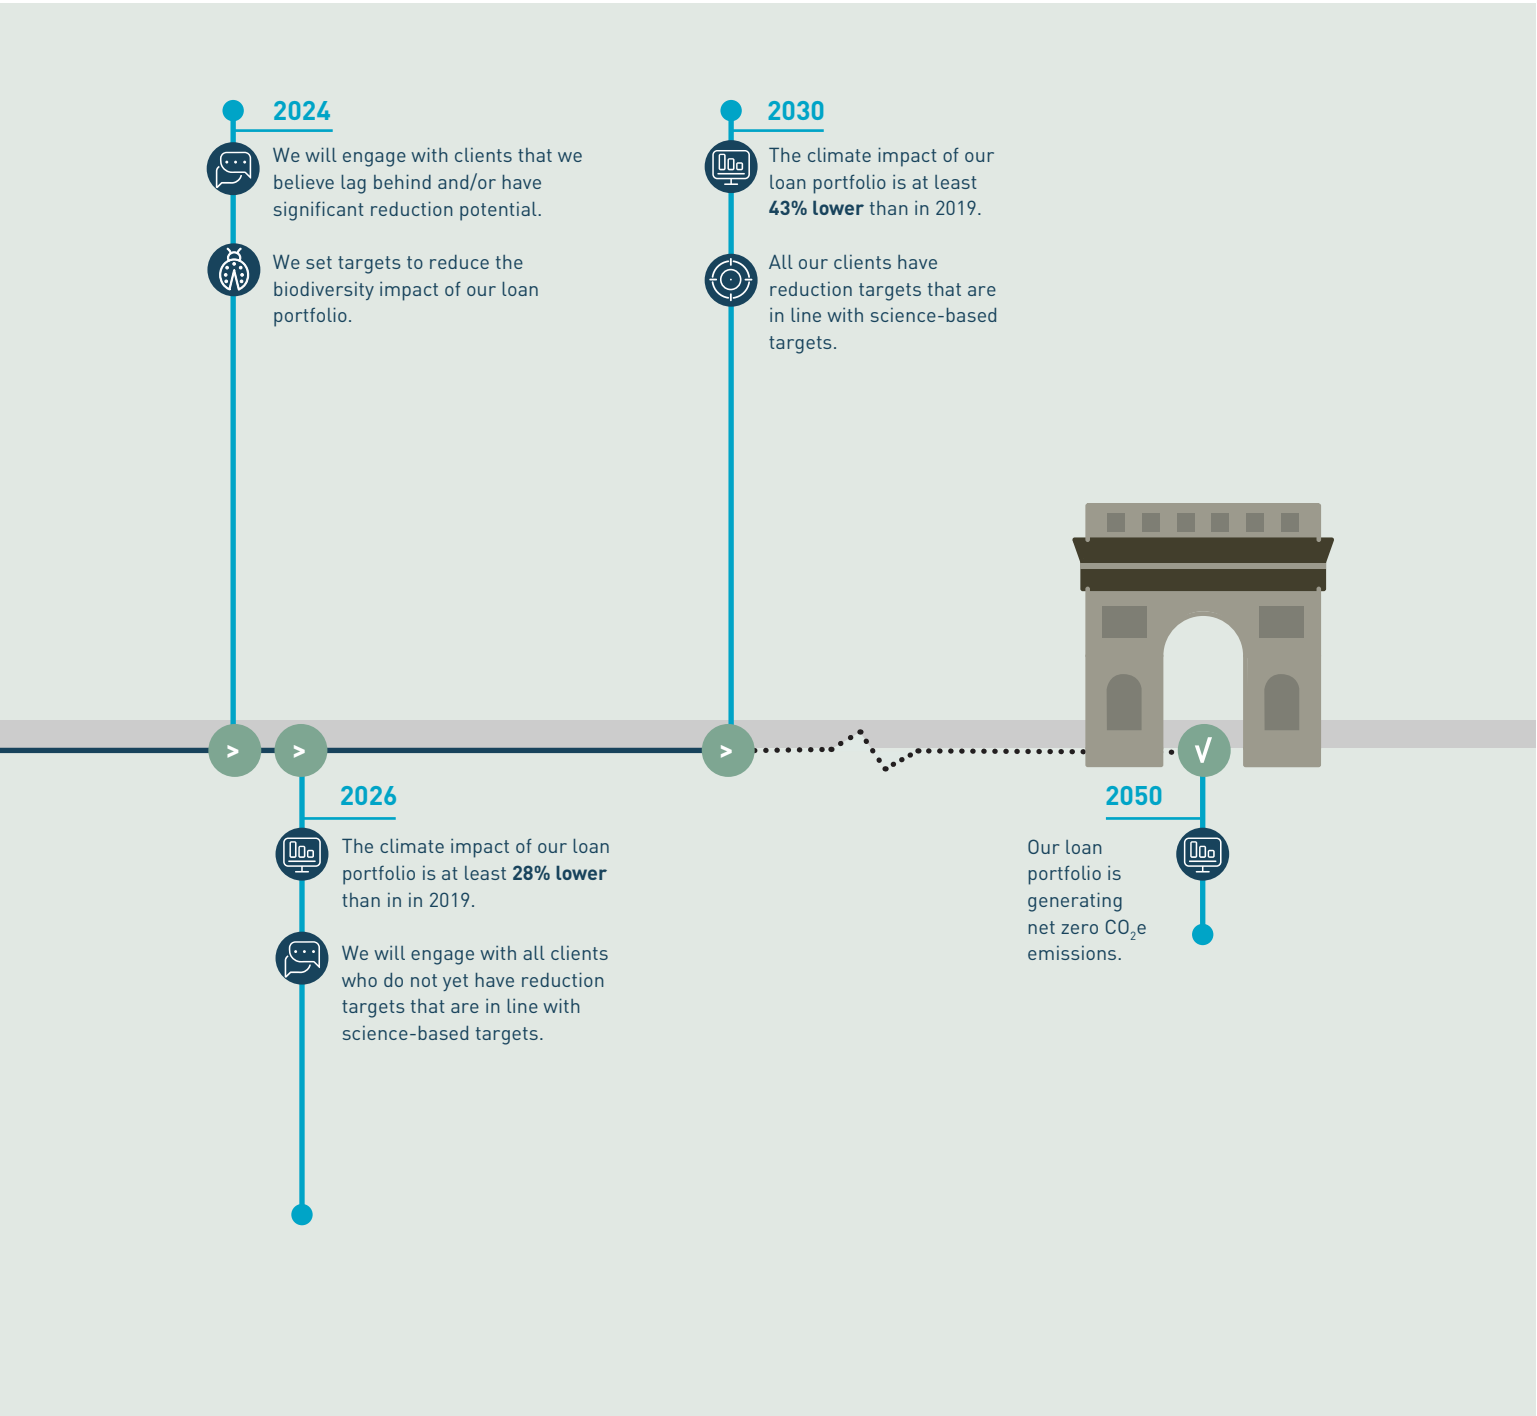 2024
We will engage with clients that we
believe lag behind and/or have
significant reduction potential.
We set targets to reduce the
biodiversity impact of our loan
portfolio.
2030
The climate impact of our
loan portfolio is at least
43% lower than in 2019.
All our clients have
reduction targets that are
in line with science-based
targets.
> > > √
2026
The climate impact of our loan
portfolio is at least 28% lower
than in in 2019.
We will engage with all clients
who do not yet have reduction
targets that are in line with
science-based targets.
2050
Our loan
portfolio is
generating
net zero CO₂e
emissions.